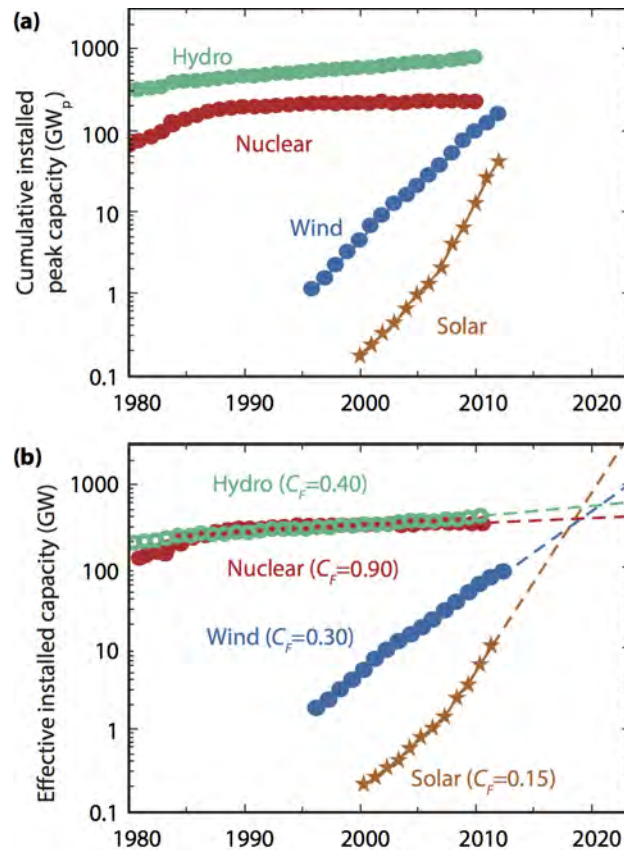 (a)
1000
100
10
1
0.1
Cumulative installed
peak capacity (GWp)
Hydro
Nuclear
Wind
Solar
1980 1990 2000 2010 2020
(b)
1000
100
10
1
0.1
Effective installed capacity (GW)
Hydro (CF=0.40)
Nuclear (CF=0.90)
Wind (CF=0.30)
Solar (CF=0.15)
1980 1990 2000 2010 2020